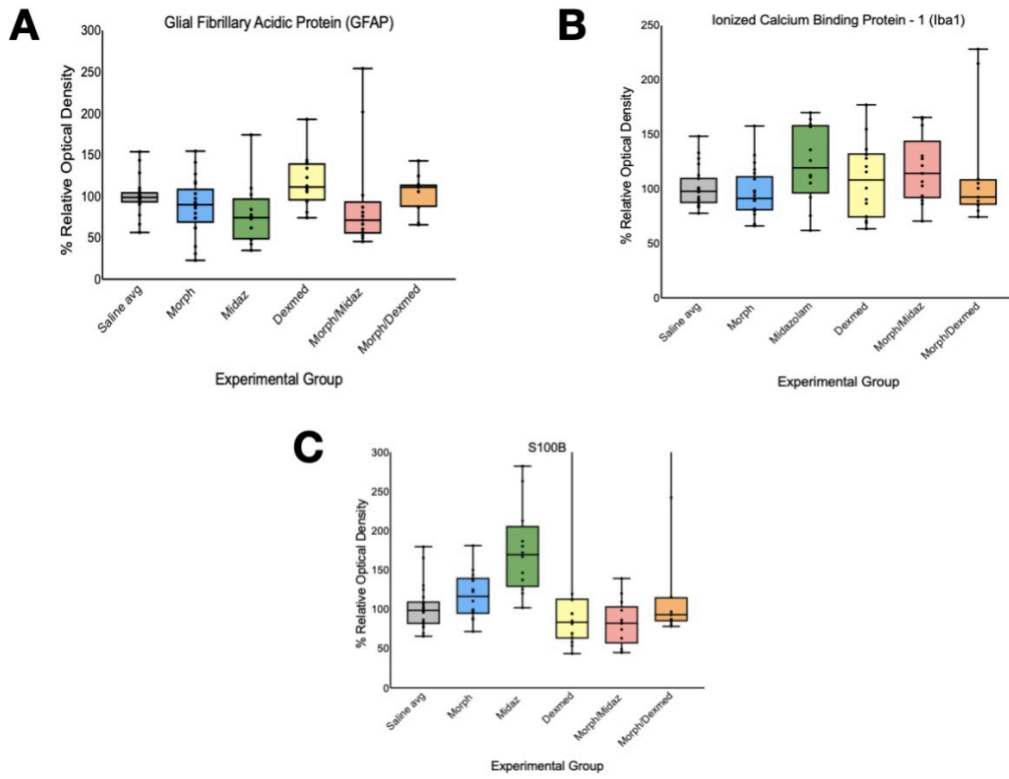 A
Glial Fibrillary Acidic Protein (GFAP)
% Relative Optical Density
300
250
200
150
100
50
0
Saline avg
Morph
Midaz
Dexmed
Morph/Midaz
Morph/Dexmed
Experimental Group
B
Ionized Calcium Binding Protein - 1 (Iba1)
% Relative Optical Density
250
200
150
100
50
0
Saline avg
Morph
Midazolam
Dexmed
Morph/Midaz
Morph/Dexmed
Experimental Group
C
S100B
% Relative Optical Density
300
300
200
150
100
50
0
Saline avg
Morph
Midaz
Dexmed
Morph/Midaz
Morph/Dexmed
Experimental Group